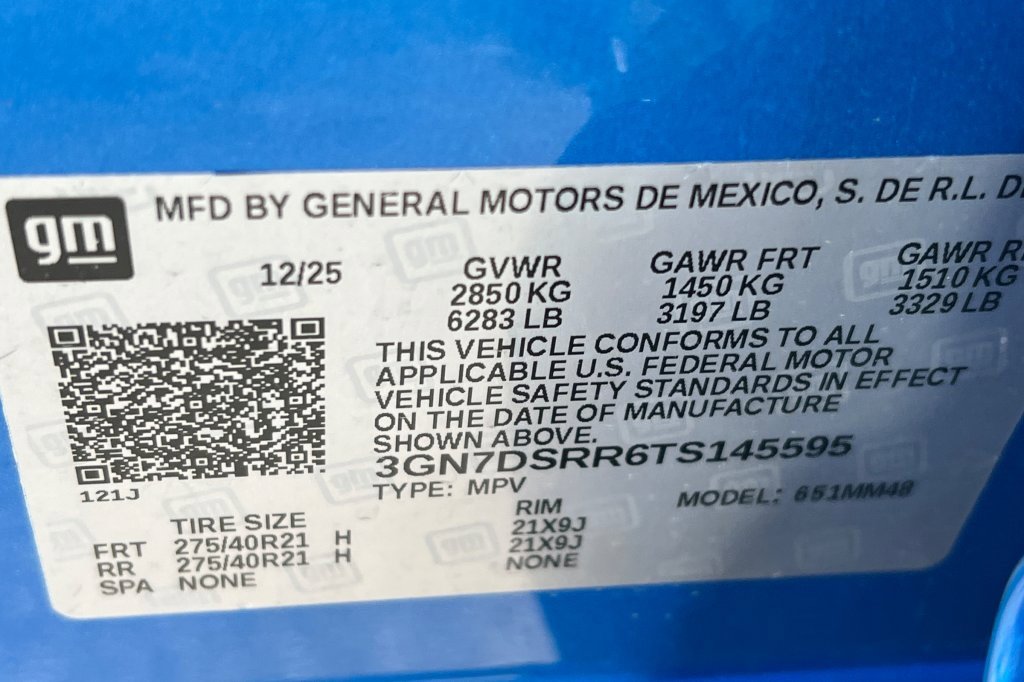 gm
MFD BY GENERAL MOTORS DE MEXICO, S. DE R.L.
12/25
GVWR GAWR FRT GAWR
2850 KG 1450 KG 1510 KG
6283 LB 3197 LB 3329 LB
THIS VEHICLE CONFORMS TO ALL
APPLICABLE U.S. FEDERAL MOTOR
VEHICLE SAFETY STANDARDS IN EFFECT
ON THE DATE OF MANUFACTURE
SHOWN ABOVE.
3GN7DSRR6TS145595
121J
TYPE: MPV MODEL: 651MM48
TIRE SIZE RIM
FRT 275/40R21 H 21X9J
RR 275/40R21 H 21X9J
SPA NONE NONE